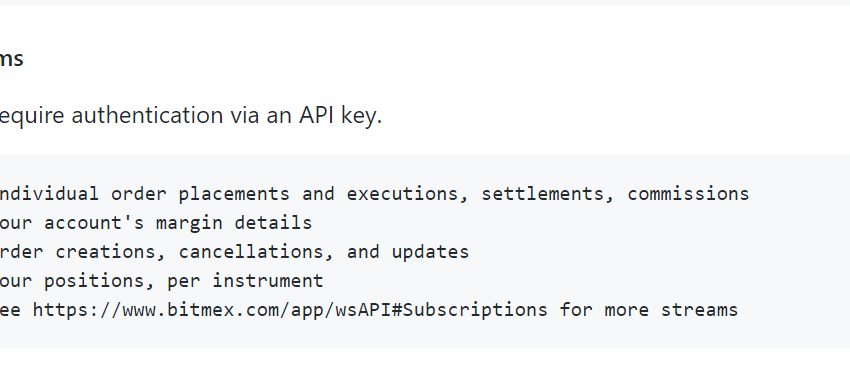 ms
equire authentication via an API key.
ndividual order placements and executions, settlements, commissions
our account's margin details
rder creations, cancellations, and updates
our positions, per instrument
ee https://www.bitmex.com/app/wsAPI#Subscriptions for more streams